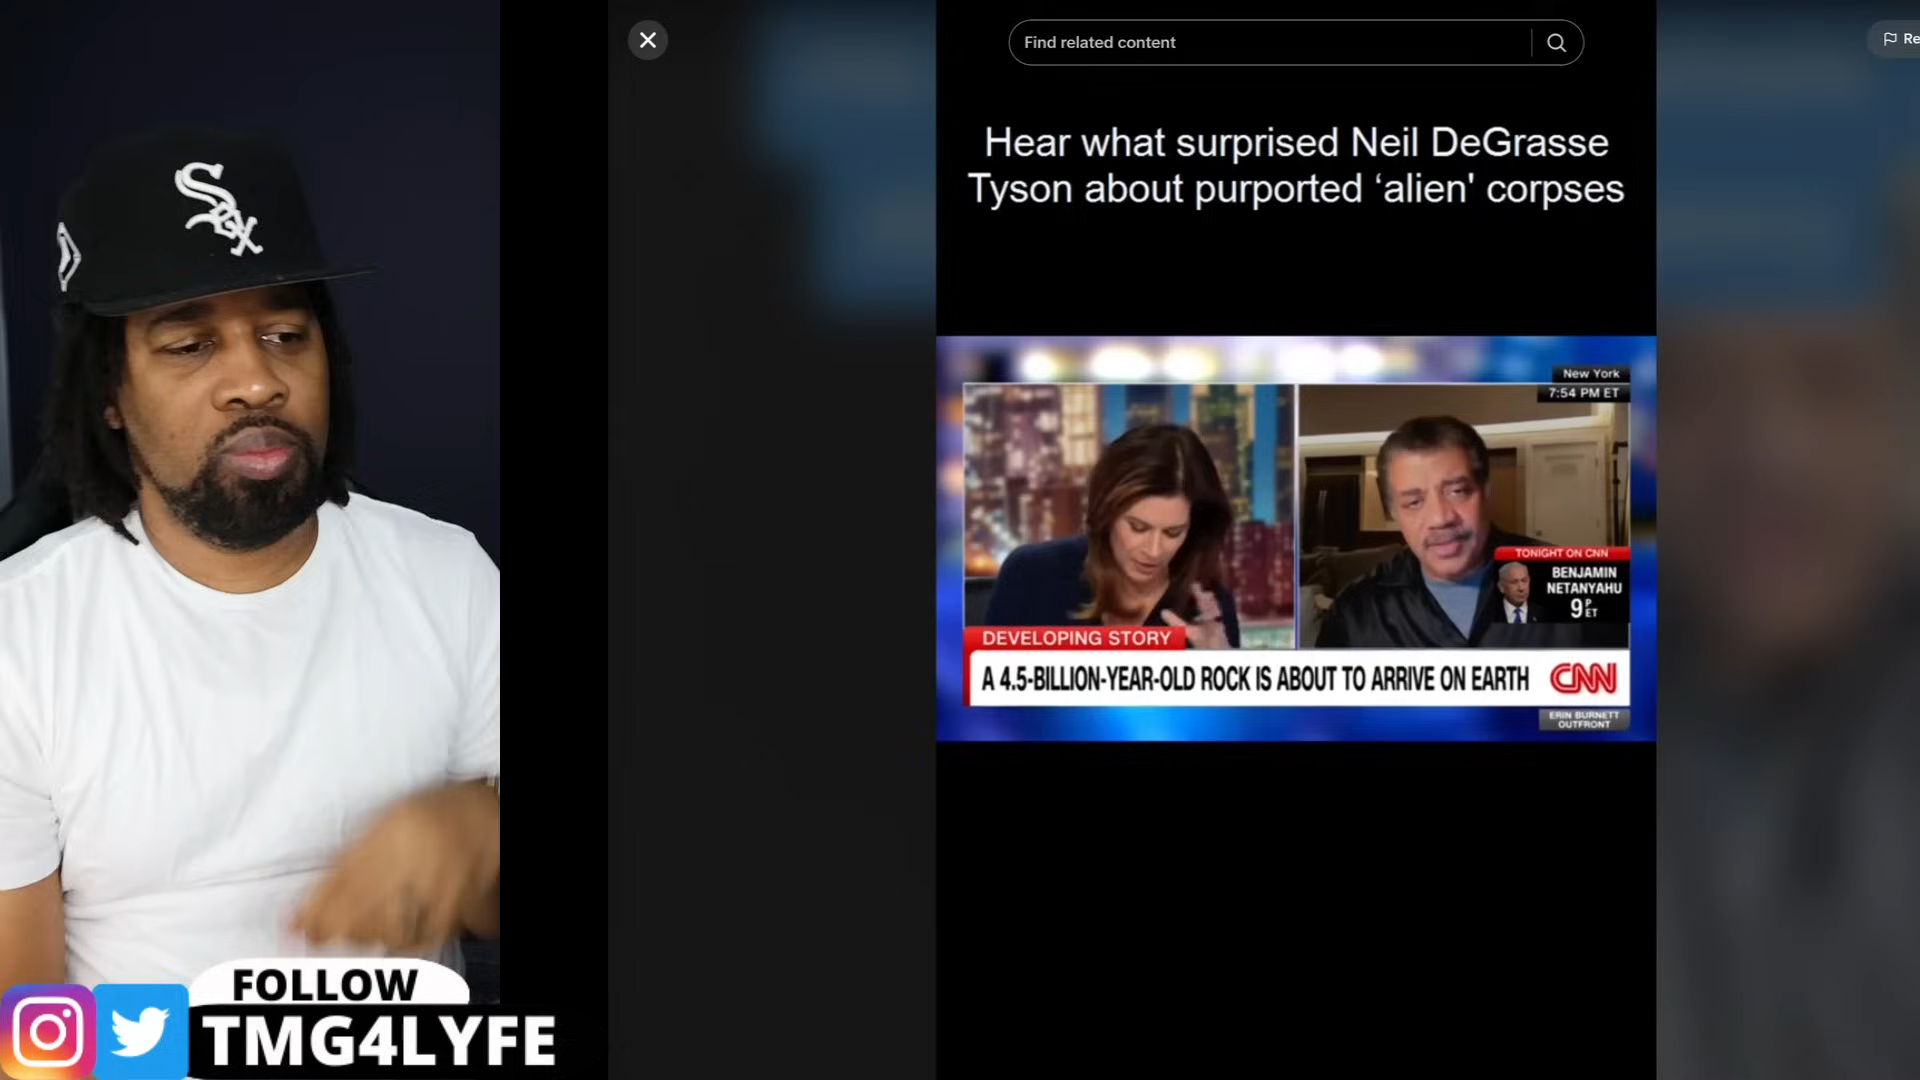 Find related content
Re
Hear what surprised Neil DeGrasse
Tyson about purported ‘alien' corpses
Sox
New York
7:54 PM ET
TONIGHT ON CNN
BENJAMIN
NETANYAHU
9P
ET
DEVELOPING STORY
A 4.5-BILLION-YEAR-OLD ROCK IS ABOUT TO ARRIVE ON EARTH
CNN
ERIN BURNETT
OUTFRONT
FOLLOW
TMG4LYFE